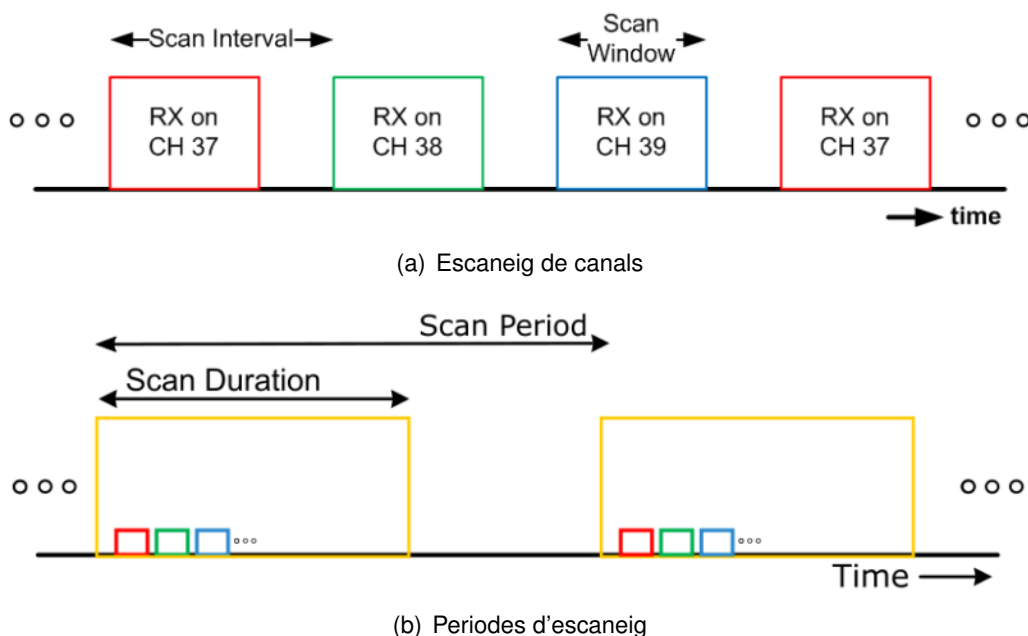 Scan Interval
Scan
Window
RX on
CH 37
RX on
CH 38
RX on
CH 39
RX on
CH 37
time
(a) Escaneig de canals
Scan Period
Scan Duration
Time
(b) Periodes d'escaneig